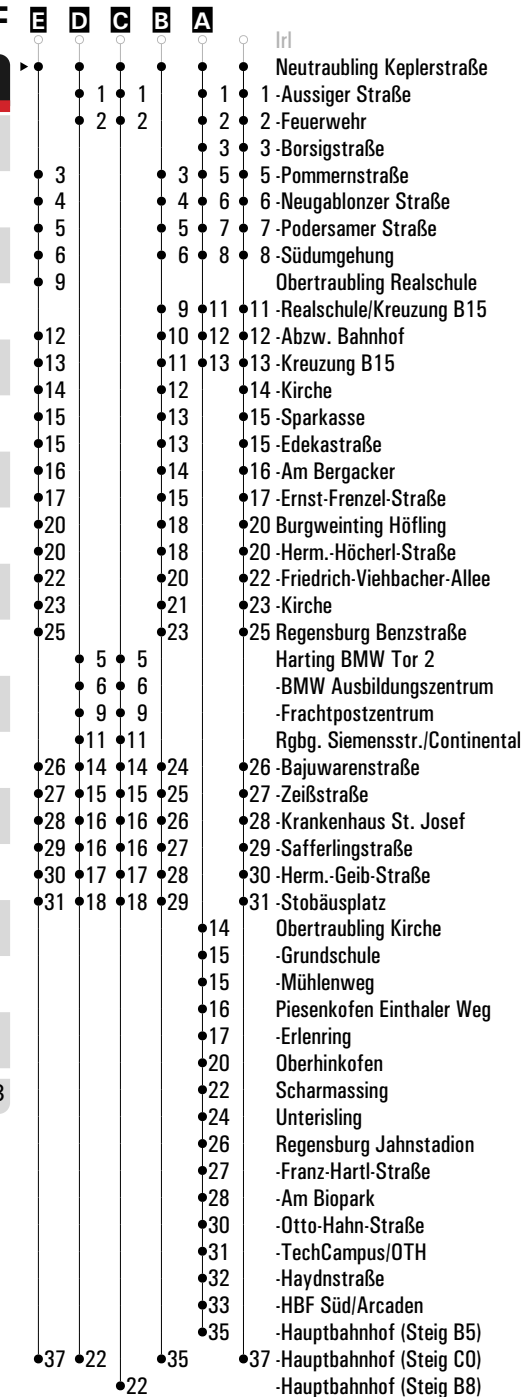 E D C B A
Irl
Neutraubling Keplerstraße
1 1 1 1 -Aussiger Straße
2 2 2 2 -Feuerwehr
3 3 -Borsigstraße
3 3 5 5 -Pommernstraße
4 4 6 6 -Neugablonzer Straße
5 5 7 7 -Podersamer Straße
6 6 8 8 -Südumgehung
9 Obertraubling Realschule
9 11 11 -Realschule/Kreuzung B15
12 10 12 12 -Abzw. Bahnhof
13 11 13 13 -Kreuzung B15
14 12 14 -Kirche
15 13 15 -Sparkasse
15 13 15 -Edekastraße
16 14 16 -Am Bergacker
17 15 17 -Ernst-Frenzel-Straße
20 18 20 Burgweinting Höfling
20 18 20 -Herm.-Höcherl-Straße
22 20 22 -Friedrich-Viehbacher-Allee
23 21 23 -Kirche
25 23 25 Regensburg Benzstraße
5 5 Harting BMW Tor 2
6 6 -BMW Ausbildungszentrum
9 9 -Frachtpostzentrum
11 11 Rgbg. Siemensstr./Continental
26 14 14 24 26 -Bajuwarenstraße
27 15 15 25 27 -Zeißstraße
28 16 16 26 28 -Krankenhaus St. Josef
29 16 16 27 29 -Safferlingstraße
30 17 17 28 30 -Herm.-Geib-Straße
31 18 18 29 31 -Stobäusplatz
14 Obertraubling Kirche
15 -Grundschule
15 -Mühlenweg
16 Piesenkofen Einthaler Weg
17 -Erlenring
20 Oberhinkofen
22 Scharmassing
24 Unterisling
26 Regensburg Jahnstadion
27 -Franz-Hartl-Straße
28 -Am Biopark
30 -Otto-Hahn-Straße
31 -TechCampus/OTH
32 -Haydnstraße
33 -HBF Süd/Arcaden
35 -Hauptbahnhof (Steig B5)
37 22 35 37 -Hauptbahnhof (Steig C0)
22 -Hauptbahnhof (Steig B8)